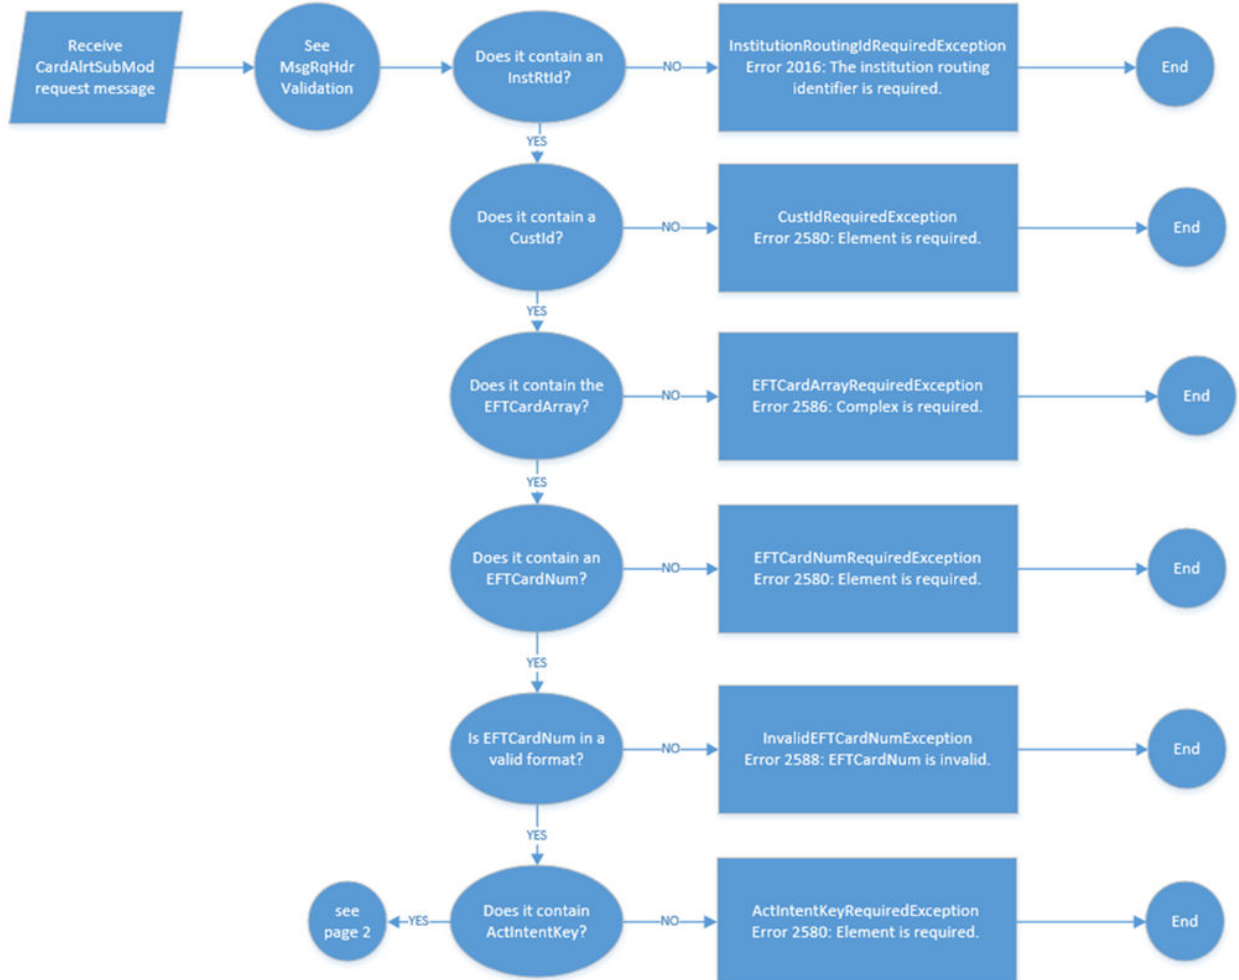 Receive
CardAlrtSubMod
request message
See
MsgRqHdr
Validation
Does it contain an
InstRtId?
NO
InstitutionRoutingIdRequiredException
Error 2016: The institution routing
identifier is required.
End
YES
Does it contain a
CustId?
NO
CustIdRequiredException
Error 2580: Element is required.
End
YES
Does it contain the
EFTCardArray?
NO
EFTCardArrayRequiredException
Error 2586: Complex is required.
End
YES
Does it contain an
EFTCardNum?
NO
EFTCardNumRequiredException
Error 2580: Element is required.
End
YES
Is EFTCardNum in a
valid format?
NO
InvalidEFTCardNumException
Error 2588: EFTCardNum is invalid.
End
YES
see
page 2
YES
Does it contain
ActIntentKey?
NO
ActIntentKeyRequiredException
Error 2580: Element is required.
End